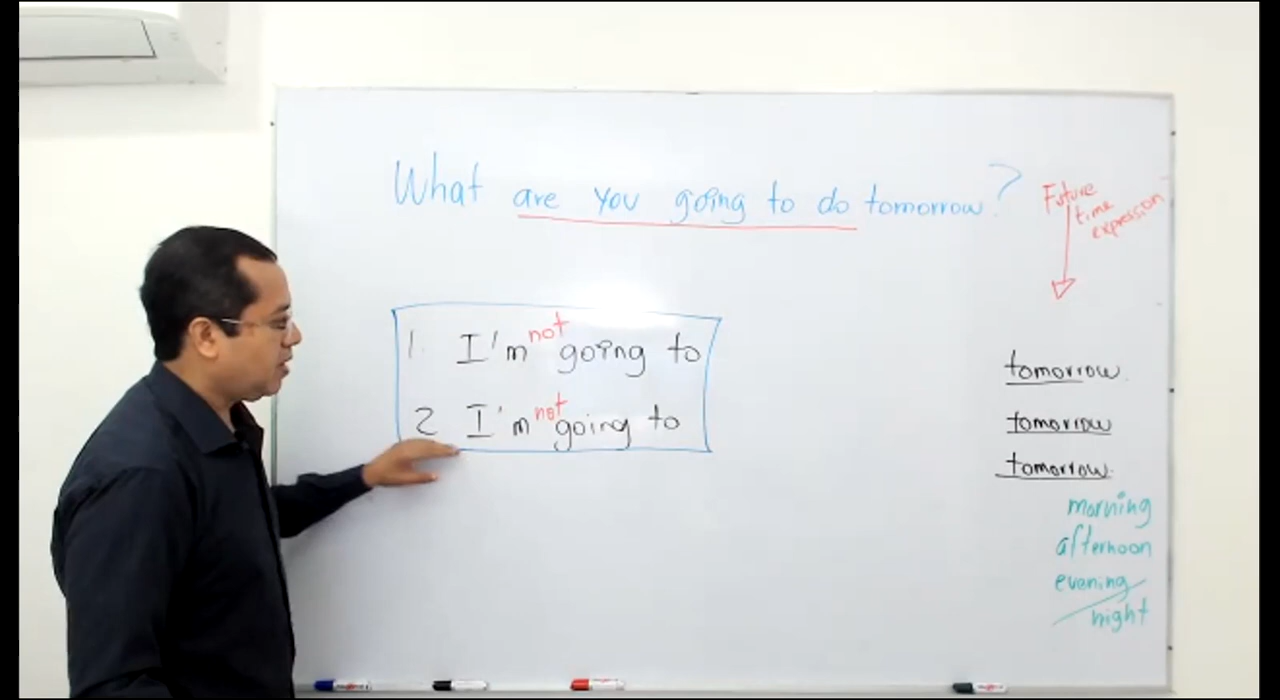 What are you going to do tomorrow?
Future
time
expression
1. I'm not going to
2 I'm not going to
tomorrow.
tomorrow
tomorrow.
morning
afternoon
evening
night